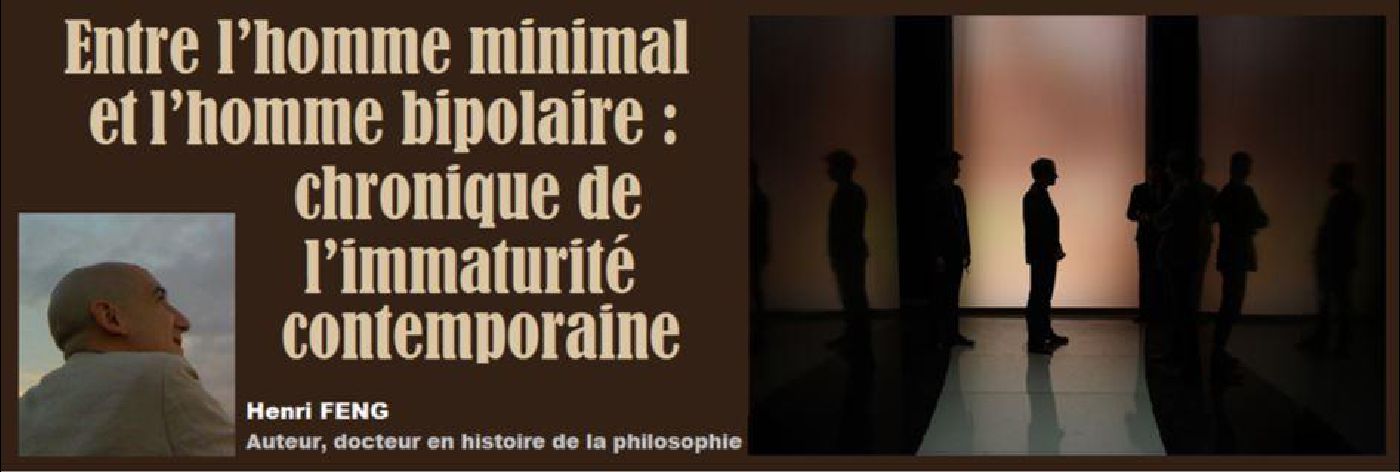 Entre l’homme minimal
et l’homme bipolaire :
chronique de
l’immaturité
contemporaine
Henri FENG
Auteur, docteur en histoire de la philosophie